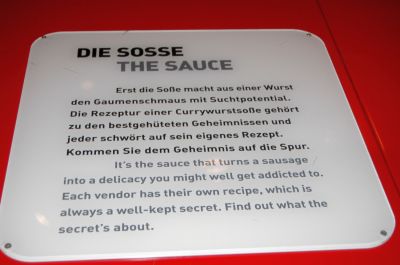 DIE SOSSE
THE SAUCE
Erst die Soße macht aus einer Wurst
den Gaumenschmaus mit Suchtpotential.
Die Rezeptur einer Currywurstsoße gehört
zu den bestgehüteten Geheimnissen und
jeder schwört auf sein eigenes Rezept.
Kommen Sie dem Geheimnis auf die Spur.
It's the sauce that turns a sausage
into a delicacy you might well get addicted to.
Each vendor has their own recipe, which is
always a well-kept secret. Find out what the
secret's about.